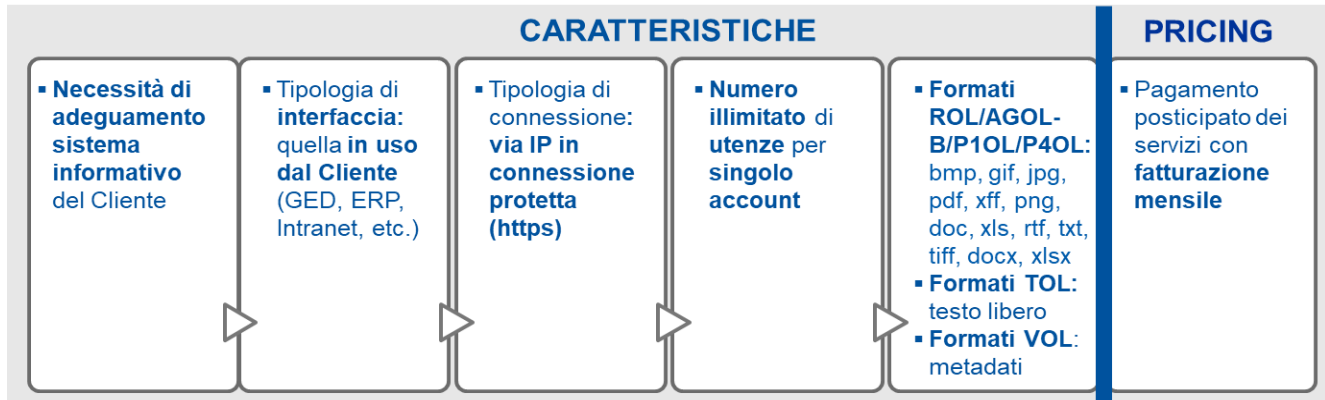 CARATTERISTICHE
PRICING
▪ Necessità di
adeguamento
sistema
informativo
del Cliente
▪ Tipologia di
interfaccia:
quella in uso
dal Cliente
(GED, ERP,
Intranet, etc.)
▪ Tipologia di
connessione:
via IP in
connessione
protetta
(https)
▪ Numero
illimitato di
utenze per
singolo
account
▪ Formati
ROL/AGOL-
B/P1OL/P4OL:
bmp, gif, jpg,
pdf, xff, png,
doc, xls, rtf, txt,
tiff, docx, xlsx
▪ Formati TOL:
testo libero
▪ Formati VOL:
metadati
▪ Pagamento
posticipato dei
servizi con
fatturazione
mensile